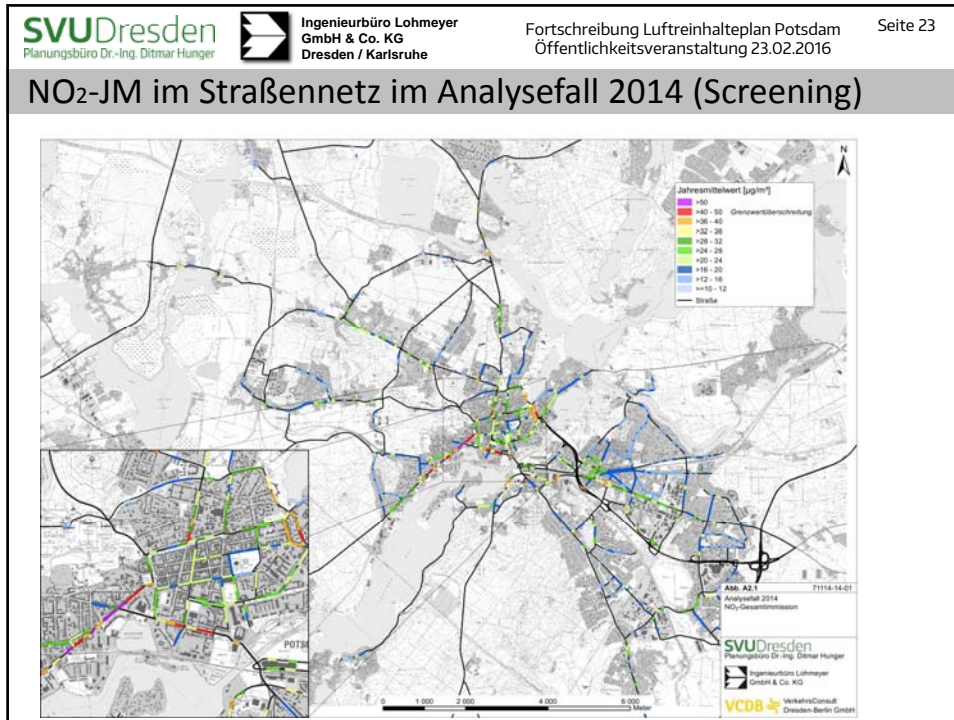 SVUDresden
Planungsbüro Dr.-Ing. Ditmar Hunger
Ingenieurbüro Lohmeyer
GmbH & Co. KG
Dresden / Karlsruhe
Fortschreibung Luftreinhalteplan Potsdam
Öffentlichkeitsveranstaltung 23.02.2016
Seite 23
NO2-JM im Straßennetz im Analysefall 2014 (Screening)
N
Jahresmittelwert [µg/m³]
>50
>40 - 50 Grenzwertüberschreitung
>36 - 40
>32 - 36
>28 - 32
>24 - 28
>20 - 24
>16 - 20
>12 - 16
>=10 - 12
Straße
POTS
Abb. A2.1 71114-14-01
Analysefall 2014
NO2-Gesamtimmission
SVUDresden
Planungsbüro Dr.-Ing. Ditmar Hunger
Ingenieurbüro Lohmeyer
GmbH & Co. KG
VCDB VerkehrsConsult
Dresden-Berlin GmbH
0 1 000 2 000 4 000 6 000
Meter